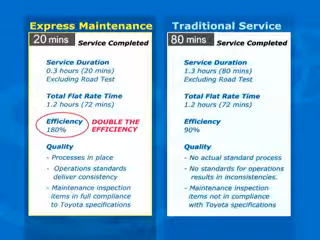 Express Maintenance
20 mins
Service Completed
Service Duration
0.3 hours (20 mins)
Excluding Road Test
Total Flat Rate Time
1.2 hours (72 mins)
Efficiency
180%
DOUBLE THE
EFFICIENCY
Quality
- Processes in place
- Operations standards
deliver consistency
- Maintenance inspection
items in full compliance
to Toyota specifications
Traditional Service
80 mins
Service Completed
Service Duration
1.3 hours (80 mins)
Excluding Road Test
Total Flat Rate Time
1.2 hours (72 mins)
Efficiency
90%
Quality
- No actual standard process
- No standards for operations
results in inconsistencies.
- Maintenance inspection
items not in compliance
with Toyota specifications